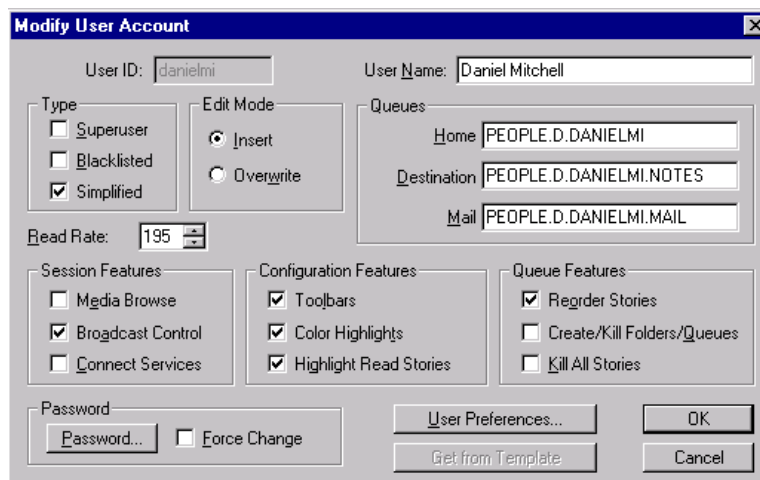 Modify User Account
User ID: danielmi
User Name: Daniel Mitchell
Type
Superuser
Blacklisted
Simplified
Edit Mode
Insert
Overwrite
Queues
Home PEOPLE.D.DANIELMI
Destination PEOPLE.D.DANIELMI.NOTES
Mail PEOPLE.D.DANIELMI.MAIL
Read Rate: 195
Session Features
Media Browse
Broadcast Control
Connect Services
Configuration Features
Toolbars
Color Highlights
Highlight Read Stories
Queue Features
Reorder Stories
Create/Kill Folders/Queues
Kill All Stories
Password
Password...
Force Change
User Preferences...
OK
Get from Template
Cancel